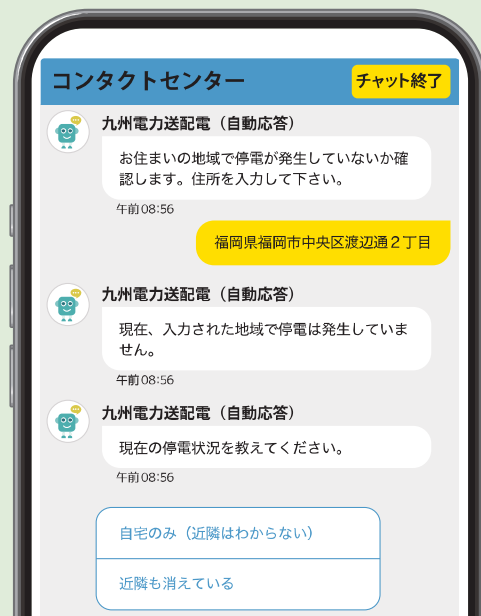 コンタクトセンター
チャット終了
九州電力送配電（自動応答）
お住まいの地域で停電が発生していないか確
認します。住所を入力して下さい。
午前08:56
福岡県福岡市中央区渡辺通２丁目
九州電力送配電（自動応答）
現在、入力された地域で停電は発生していま
せん。
午前08:56
九州電力送配電（自動応答）
現在の停電状況を教えてください。
午前08:56
自宅のみ（近隣はわからない）
近隣も消えている